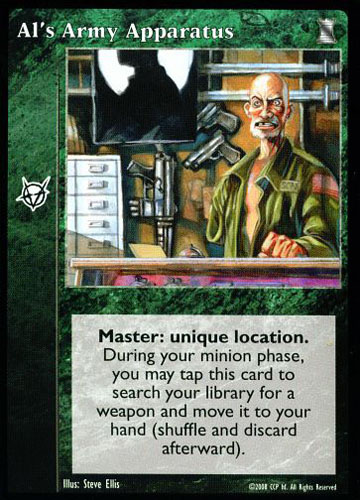 Al's Army Apparatus
Master: unique location.
During your minion phase,
you may tap this card to
search your library for a
weapon and move it to your
hand (shuffle and discard
afterward).
Illus: Steve Ellis
©2008 CCP hf. All Rights Reserved